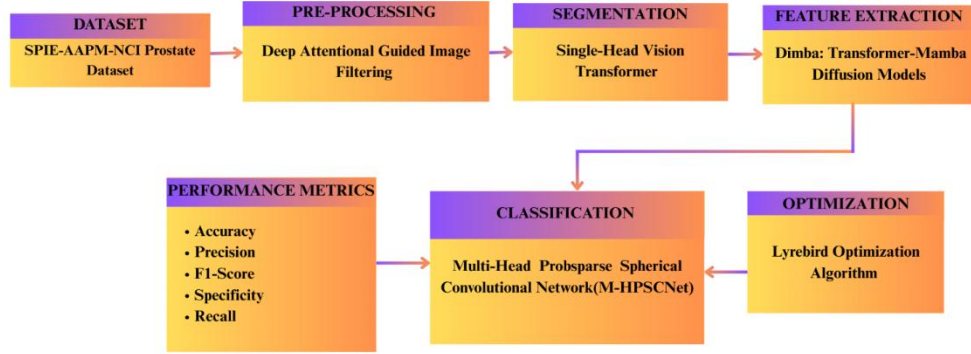 DATASET
SPIE-AAPM-NCI Prostate
Dataset
PRE-PROCESSING
Deep Attentional Guided Image
Filtering
SEGMENTATION
Single-Head Vision
Transformer
FEATURE EXTRACTION
Dimba: Transformer-Mamba
Diffusion Models
PERFORMANCE METRICS
• Accuracy
• Precision
• F1-Score
• Specificity
• Recall
CLASSIFICATION
Multi-Head Probsparse Spherical
Convolutional Network(M-HPSCNet)
OPTIMIZATION
Lyrebird Optimization
Algorithm